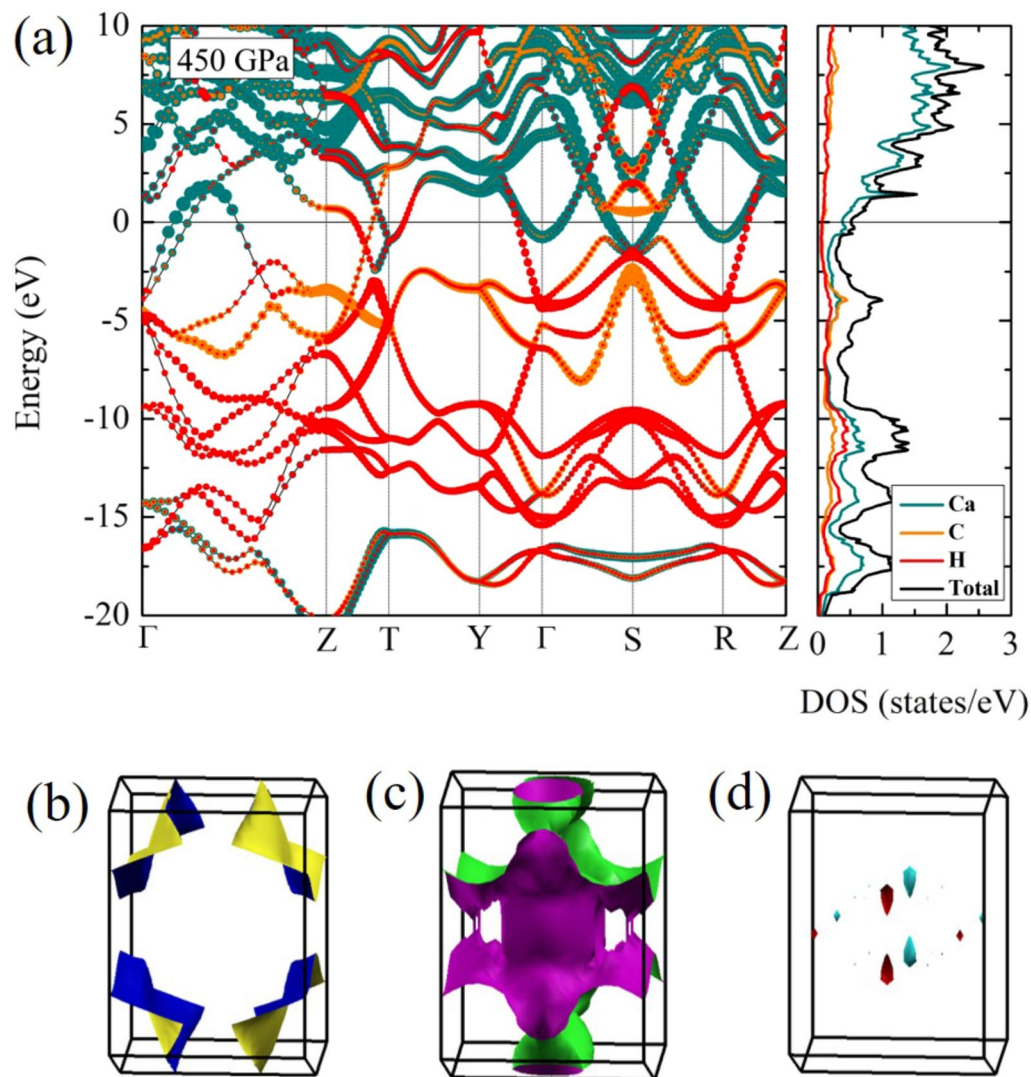 (a)
450 GPa
10
5
0
-5
-10
-15
-20
Energy (eV)
Γ Z T Y Γ S R Z
Ca
C
H
Total
0 1 2 3
DOS (states/eV)
(b) (c) (d)